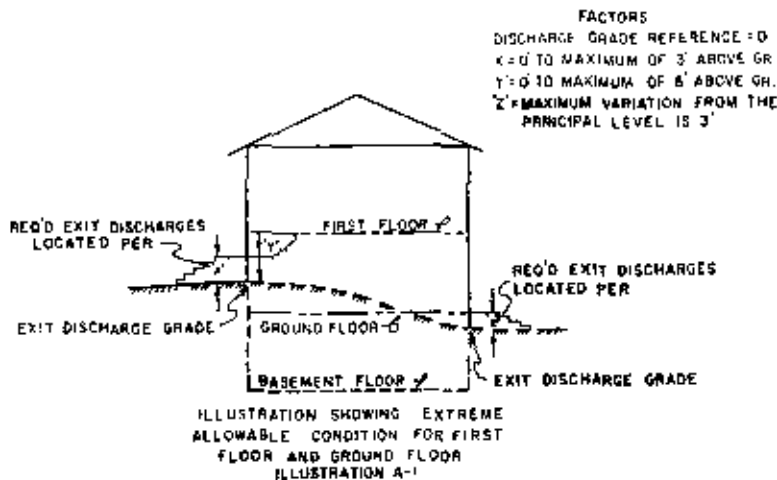 FACTORS
DISCHARGE GRADE REFERENCE = 0
X = 0' TO MAXIMUM OF 3' ABOVE GR
Y = 0' TO MAXIMUM OF 6' ABOVE GR.
"Z" = MAXIMUM VARIATION FROM THE
PRINCIPAL LEVEL IS 3'
FIRST FLOOR
REQ'D EXIT DISCHARGES
LOCATED PER
"Y"
REQ'D EXIT DISCHARGES
LOCATED PER
EXIT DISCHARGE GRADE
GROUND FLOOR
EXIT DISCHARGE GRADE
BASEMENT FLOOR
ILLUSTRATION SHOWING EXTREME
ALLOWABLE CONDITION FOR FIRST
FLOOR AND GROUND FLOOR
ILLUSTRATION A-1